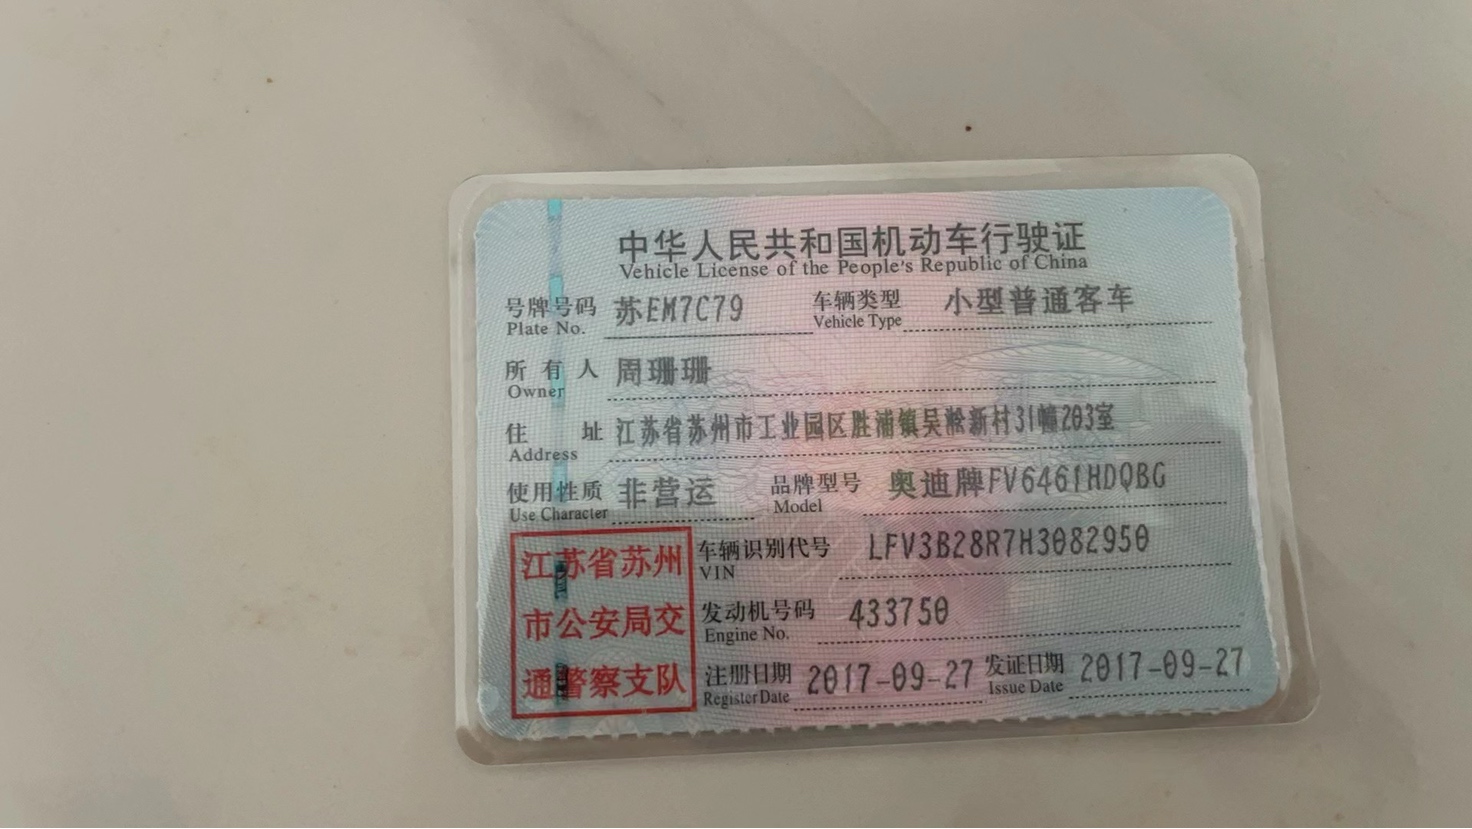 中华人民共和国机动车行驶证
Vehicle License of the People's Republic of China
号牌号码 苏EM7C79 车辆类型 小型普通客车
Plate No. Vehicle Type
所有人 周珊珊
Owner
住址 江苏省苏州市工业园区胜浦镇吴淞新村31幢203室
Address
使用性质 非营运 品牌型号 奥迪牌FV6461HDQBG
Use Character Model
江苏省苏州市公安局交通警察支队
车辆识别代号 LFV3B28R7H3082950
VIN
发动机号码 433750
Engine No.
注册日期 2017-09-27 发证日期 2017-09-27
Register Date Issue Date